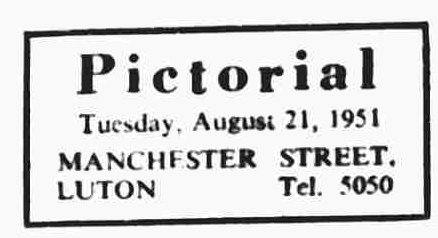 Pictorial
Tuesday, August 21, 1951
MANCHESTER STREET,
LUTON Tel. 5050